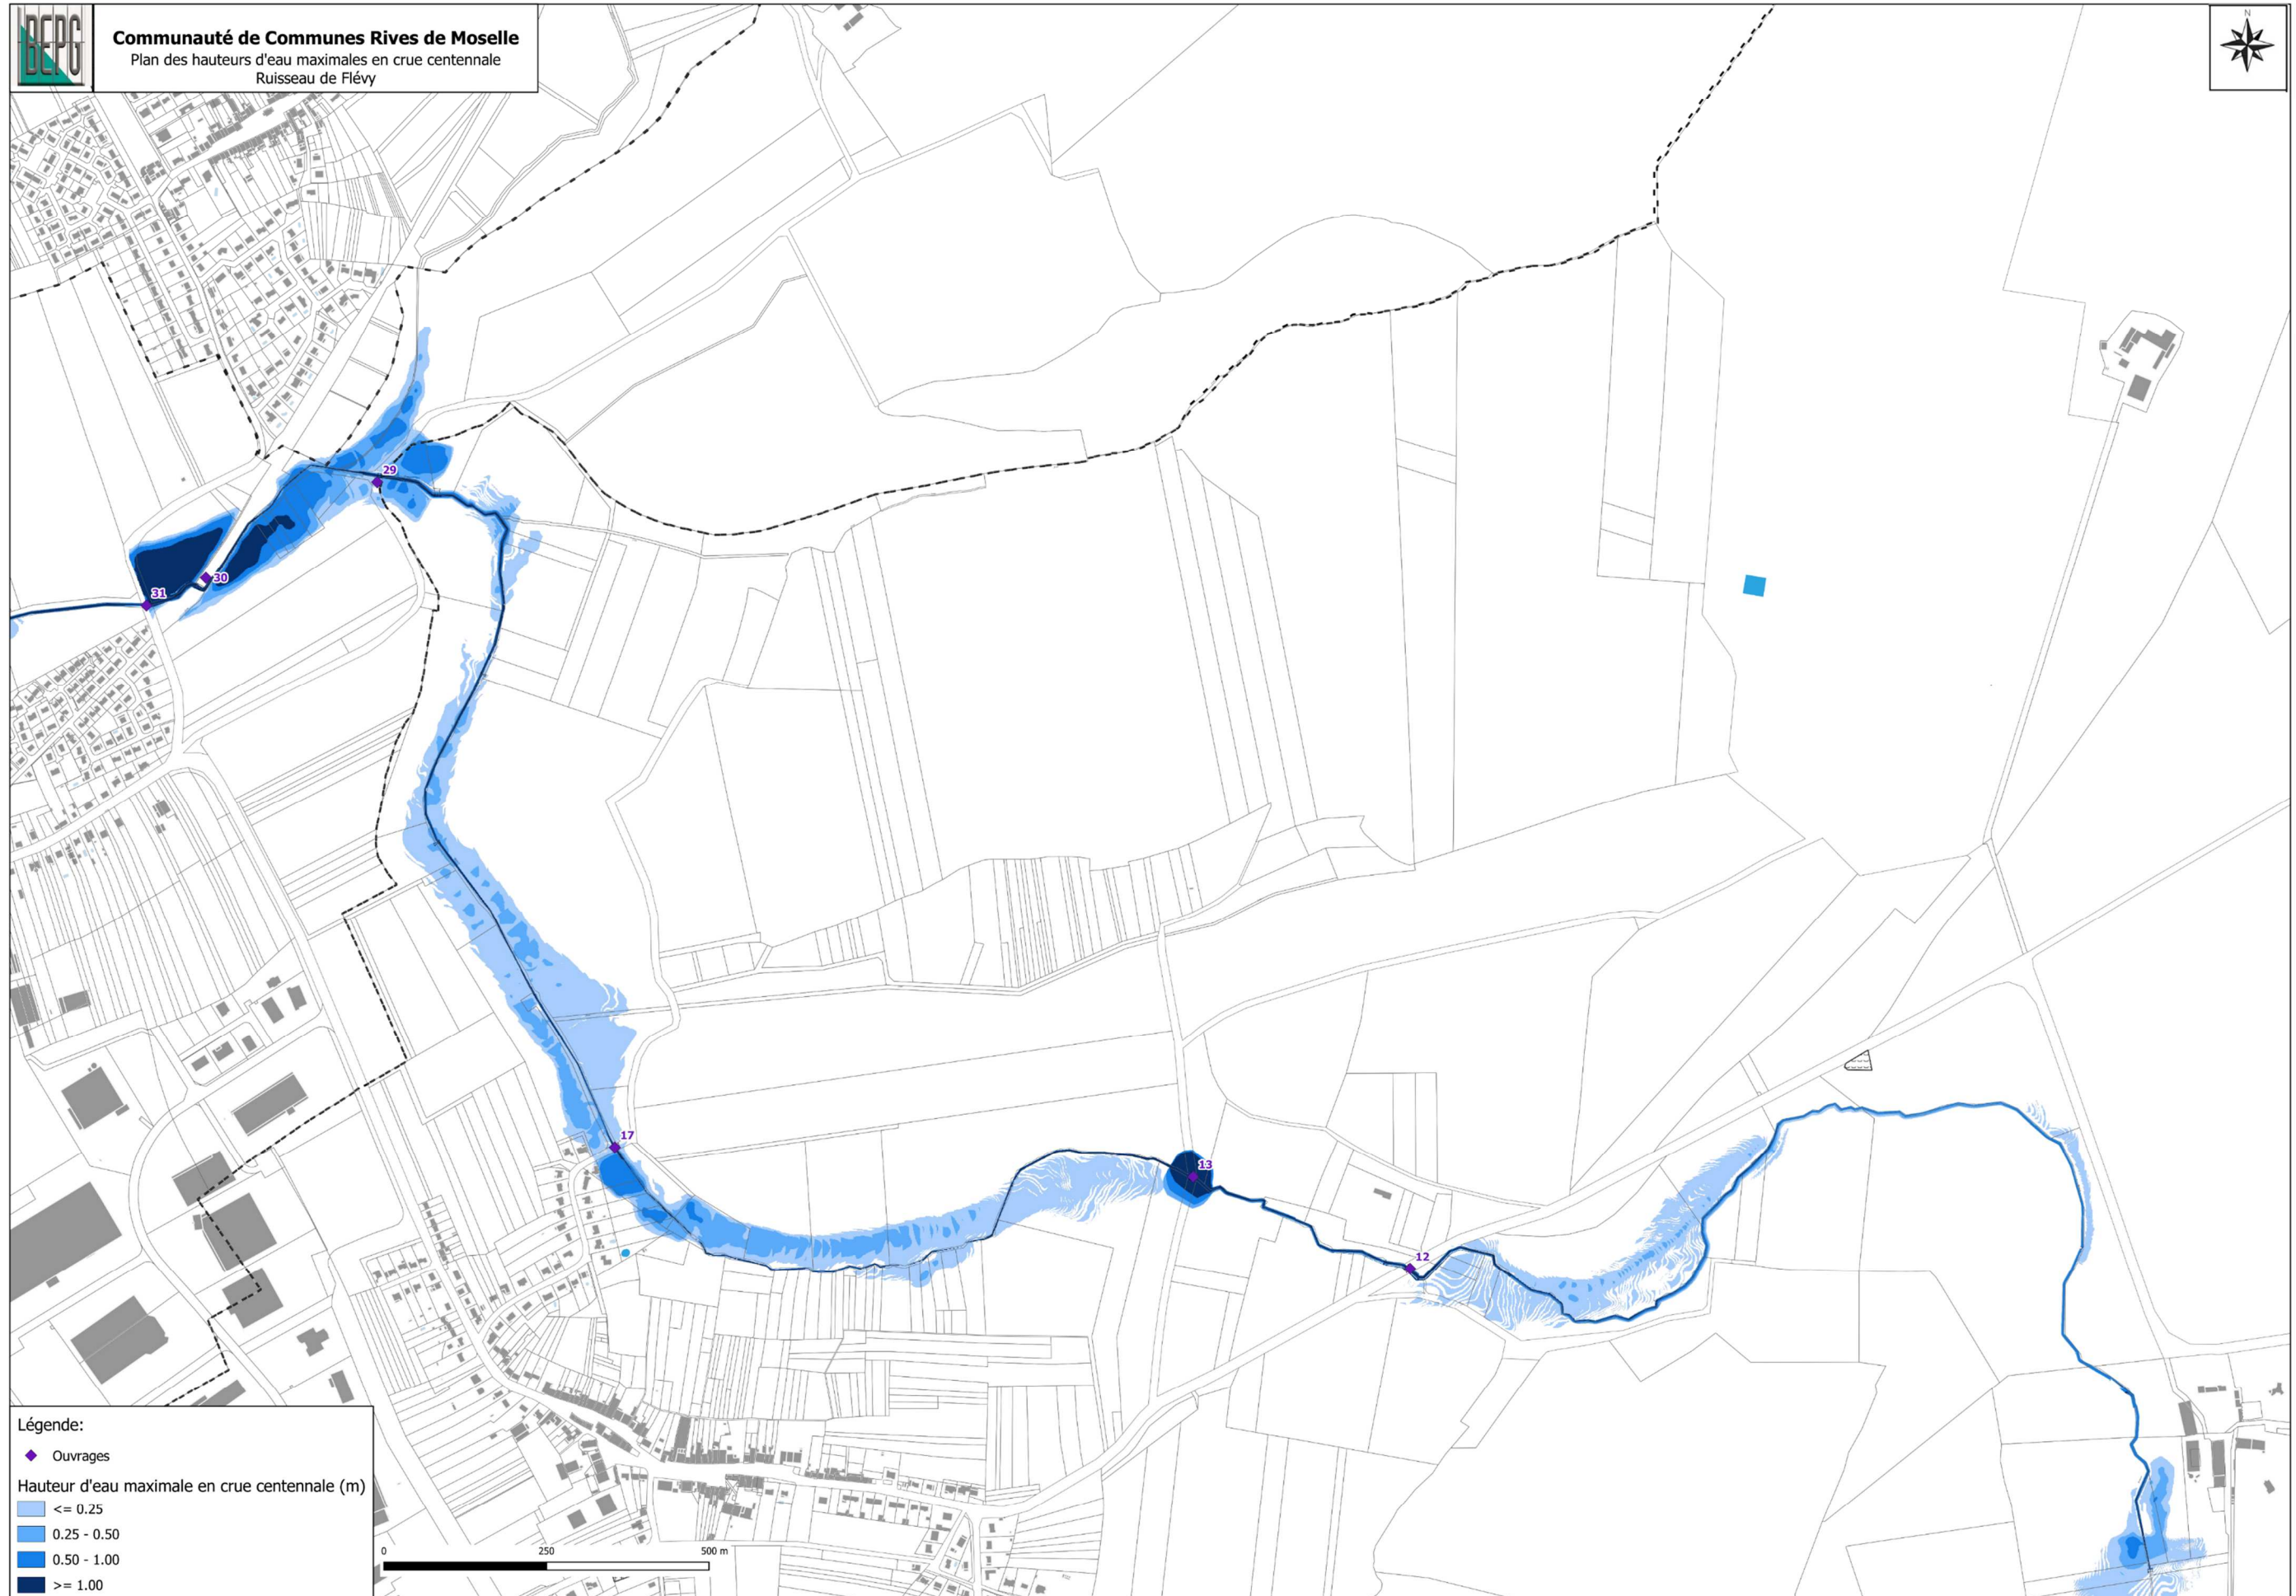 BEPG
Communauté de Communes Rives de Moselle
Plan des hauteurs d'eau maximales en crue centennale
Ruisseau de Flévy
N
29
30
31
17
13
12
Légende:
Ouvrages
Hauteur d'eau maximale en crue centennale (m)
<= 0.25
0.25 - 0.50
0.50 - 1.00
>= 1.00
0 250 500 m